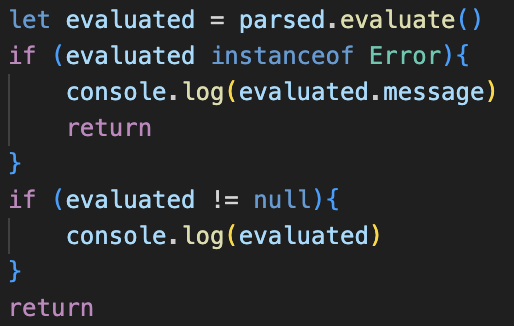 let evaluated = parsed.evaluate()
if (evaluated instanceof Error){
    console.log(evaluated.message)
    return
}
if (evaluated != null){
    console.log(evaluated)
}
return